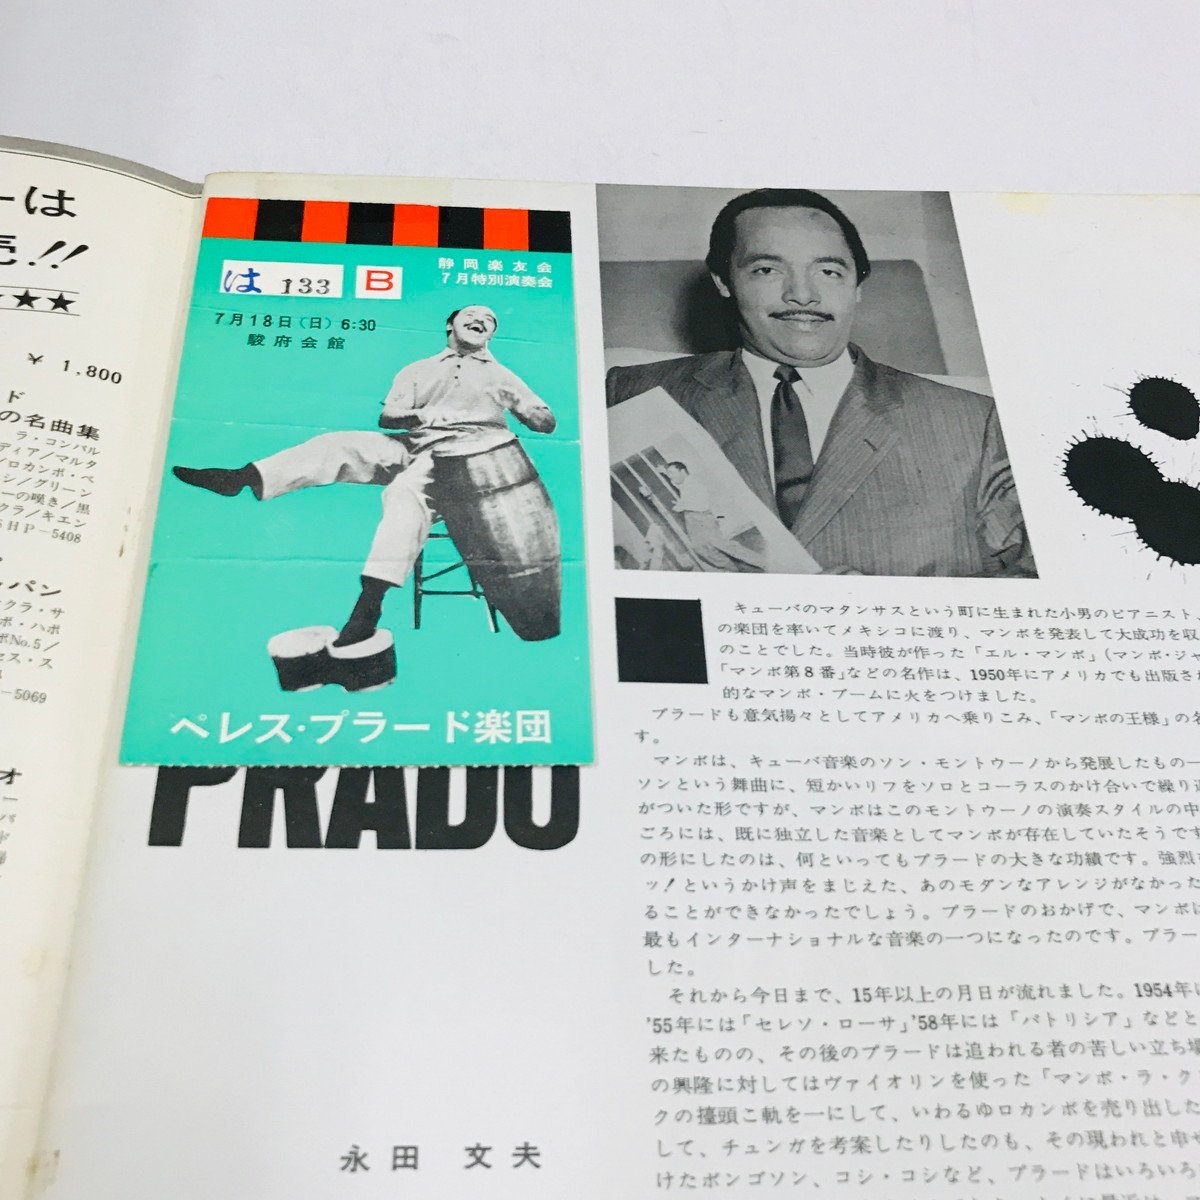 ーは
売!!
★★
¥ 1,800
ド
の名曲集
ラ・コンパル
ディア/マルタ
/ロカンボ・ベ
シ/グリーン
ーの嘆き/黒
クラ/キエン
SHP-5408
パン
クラ・サ
ボ・ハボ
ボNo.5/
セス・ス
-5069
オ
は 133 B
静岡楽友会
7月特別演奏会
7月18日(日) 6:30
駿府会館
ペレス・プラード楽団
PRADO
永田 文夫
キューバのマタンサスという町に生まれた小男のピアニスト、
の楽団を率いてメキシコに渡り、マンボを発表して大成功を収
のことでした。当時彼が作った「エル・マンボ」(マンボ・ジャ
「マンボ第8番」などの名作は、1950年にアメリカでも出版さ
的なマンボ・ブームに火をつけました。
プラードも意気揚々としてアメリカへ乗りこみ、「マンボの王様」の名
す。
マンボは、キューバ音楽のソン・モントゥーノから発展したもの一
ソンという舞曲に、短かいリフをソロとコーラスのかけ合いで繰り返
がついた形ですが、マンボはこのモントゥーノの演奏スタイルの中
ごろには、既に独立した音楽としてマンボが存在していたそうです
の形にしたのは、何といってもプラードの大きな功績です。強烈な
ッ!というかけ声をまじえた、あのモダンなアレンジがなかった
ることができなかったでしょう。プラードのおかげで、マンボは
最もインターナショナルな音楽の一つになったのです。プラー
した。
それから今日まで、15年以上の月日が流れました。1954年に
'55年には「セレソ・ローサ」'58年には「パトリシア」などと
来たものの、その後のプラードは追われる者の苦しい立ち場
の興隆に対してはヴァイオリンを使った「マンボ・ラ・ク
クの擡頭こ軌を一にして、いわゆるロカンボを売り出した
して、チュンガを考案したりしたのも、その現われと申せ
けたボンゴソン、コシ・コシなど、プラードはいろいろ